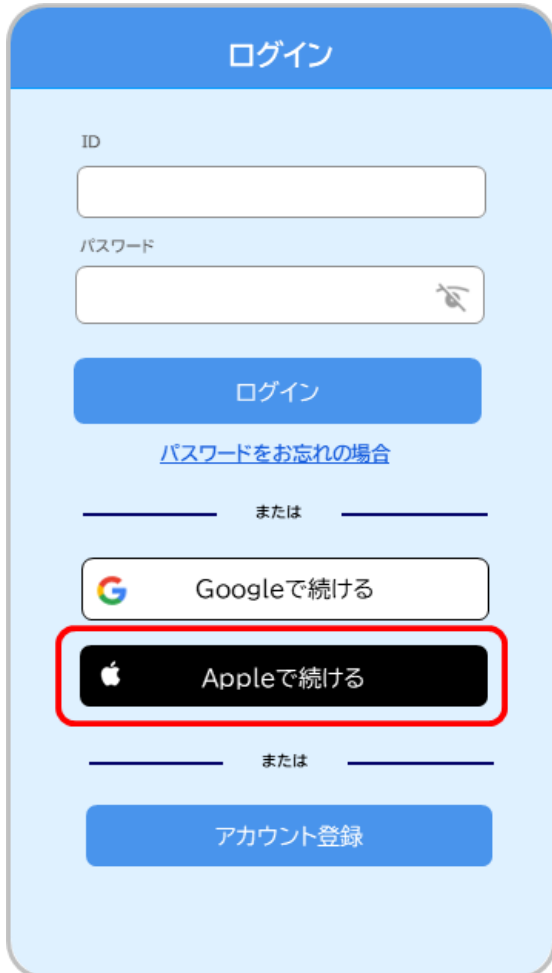 ログイン
ID
パスワード
ログイン
パスワードをお忘れの場合
または
Googleで続ける
Appleで続ける
または
アカウント登録